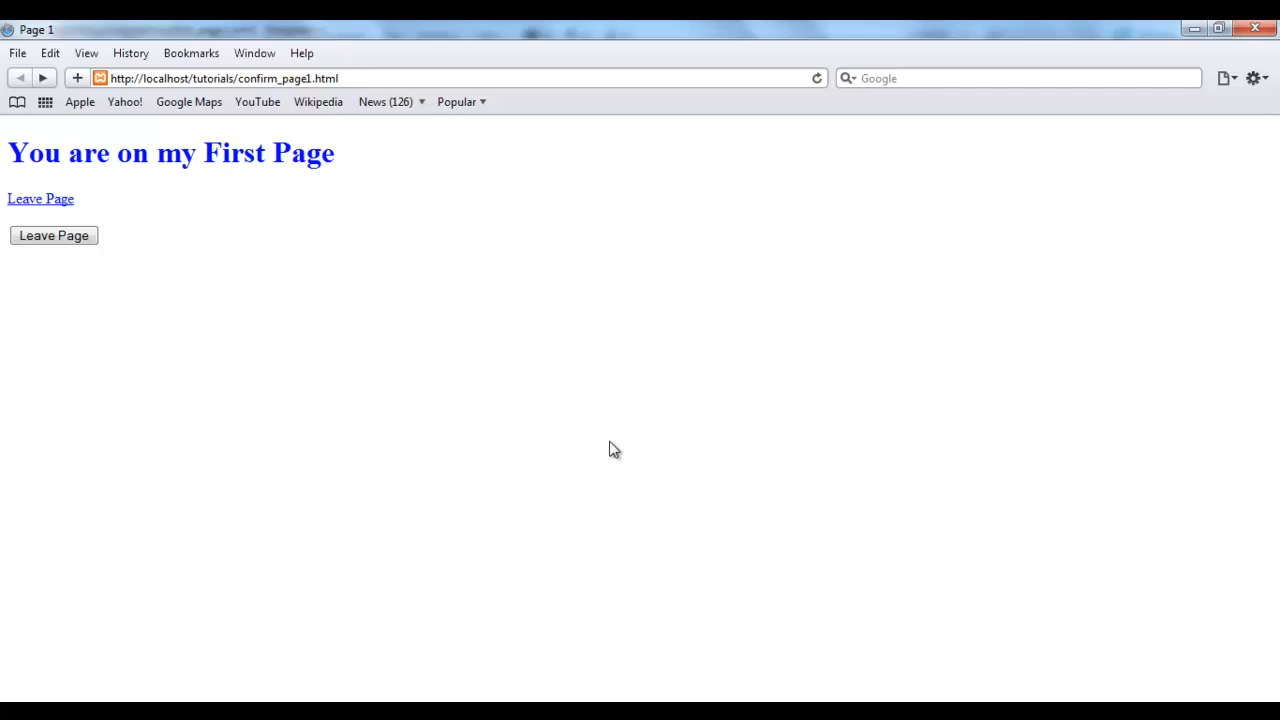 Page 1
File Edit View History Bookmarks Window Help
http://localhost/tutorials/confirm_page1.html
Google
Apple Yahoo! Google Maps YouTube Wikipedia News (126) Popular
You are on my First Page
Leave Page
Leave Page